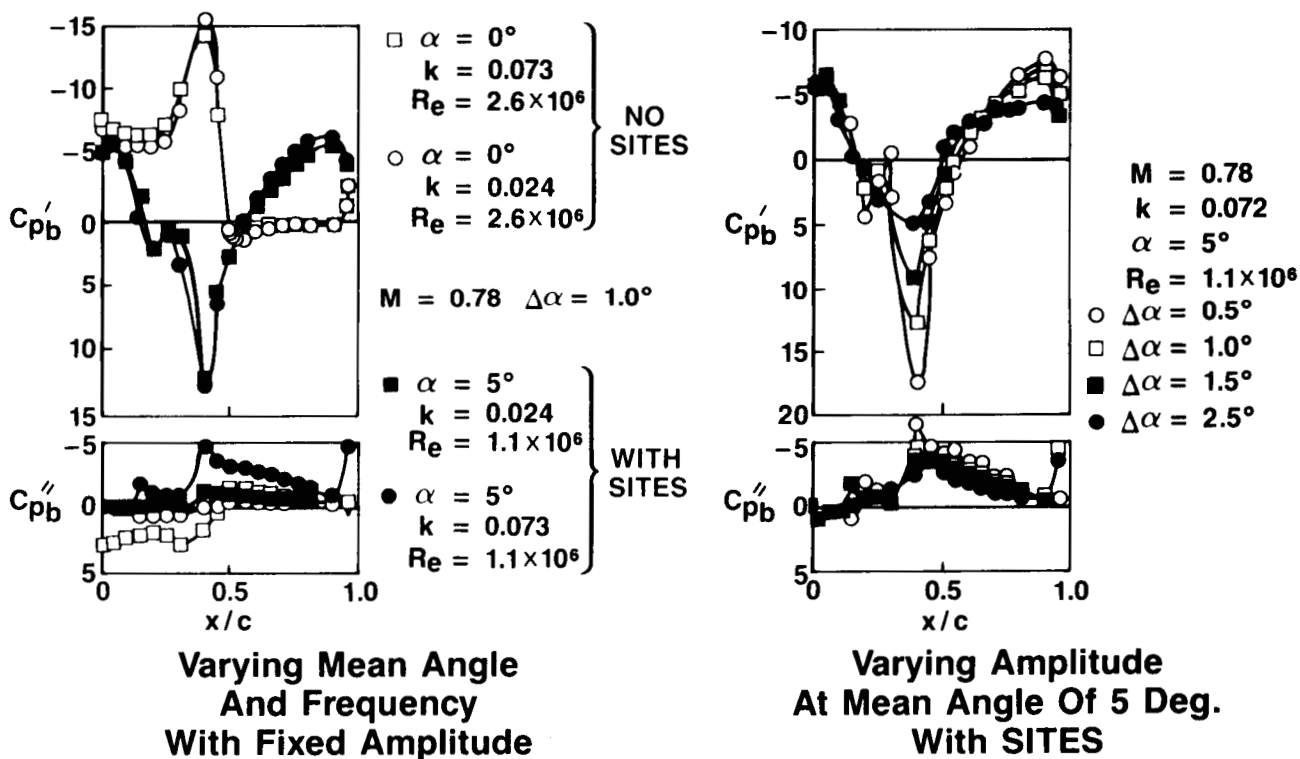 -15
-10
-5
0
5
10
15
Cp_b′
-5
0
5
Cp_b″
0 0.5 1.0
x/c
□ α = 0°
k = 0.073
Re = 2.6×10⁶
○ α = 0°
k = 0.024
Re = 2.6×10⁶
NO
SITES
M = 0.78 Δα = 1.0°
■ α = 5°
k = 0.024
Re = 1.1×10⁶
● α = 5°
k = 0.073
Re = 1.1×10⁶
WITH
SITES
Varying Mean Angle
And Frequency
With Fixed Amplitude
-10
-5
0
5
10
15
20
Cp_b′
-5
0
5
Cp_b″
0 0.5 1.0
x/c
M = 0.78
k = 0.072
α = 5°
Re = 1.1×10⁶
○ Δα = 0.5°
□ Δα = 1.0°
■ Δα = 1.5°
● Δα = 2.5°
Varying Amplitude
At Mean Angle Of 5 Deg.
With SITES